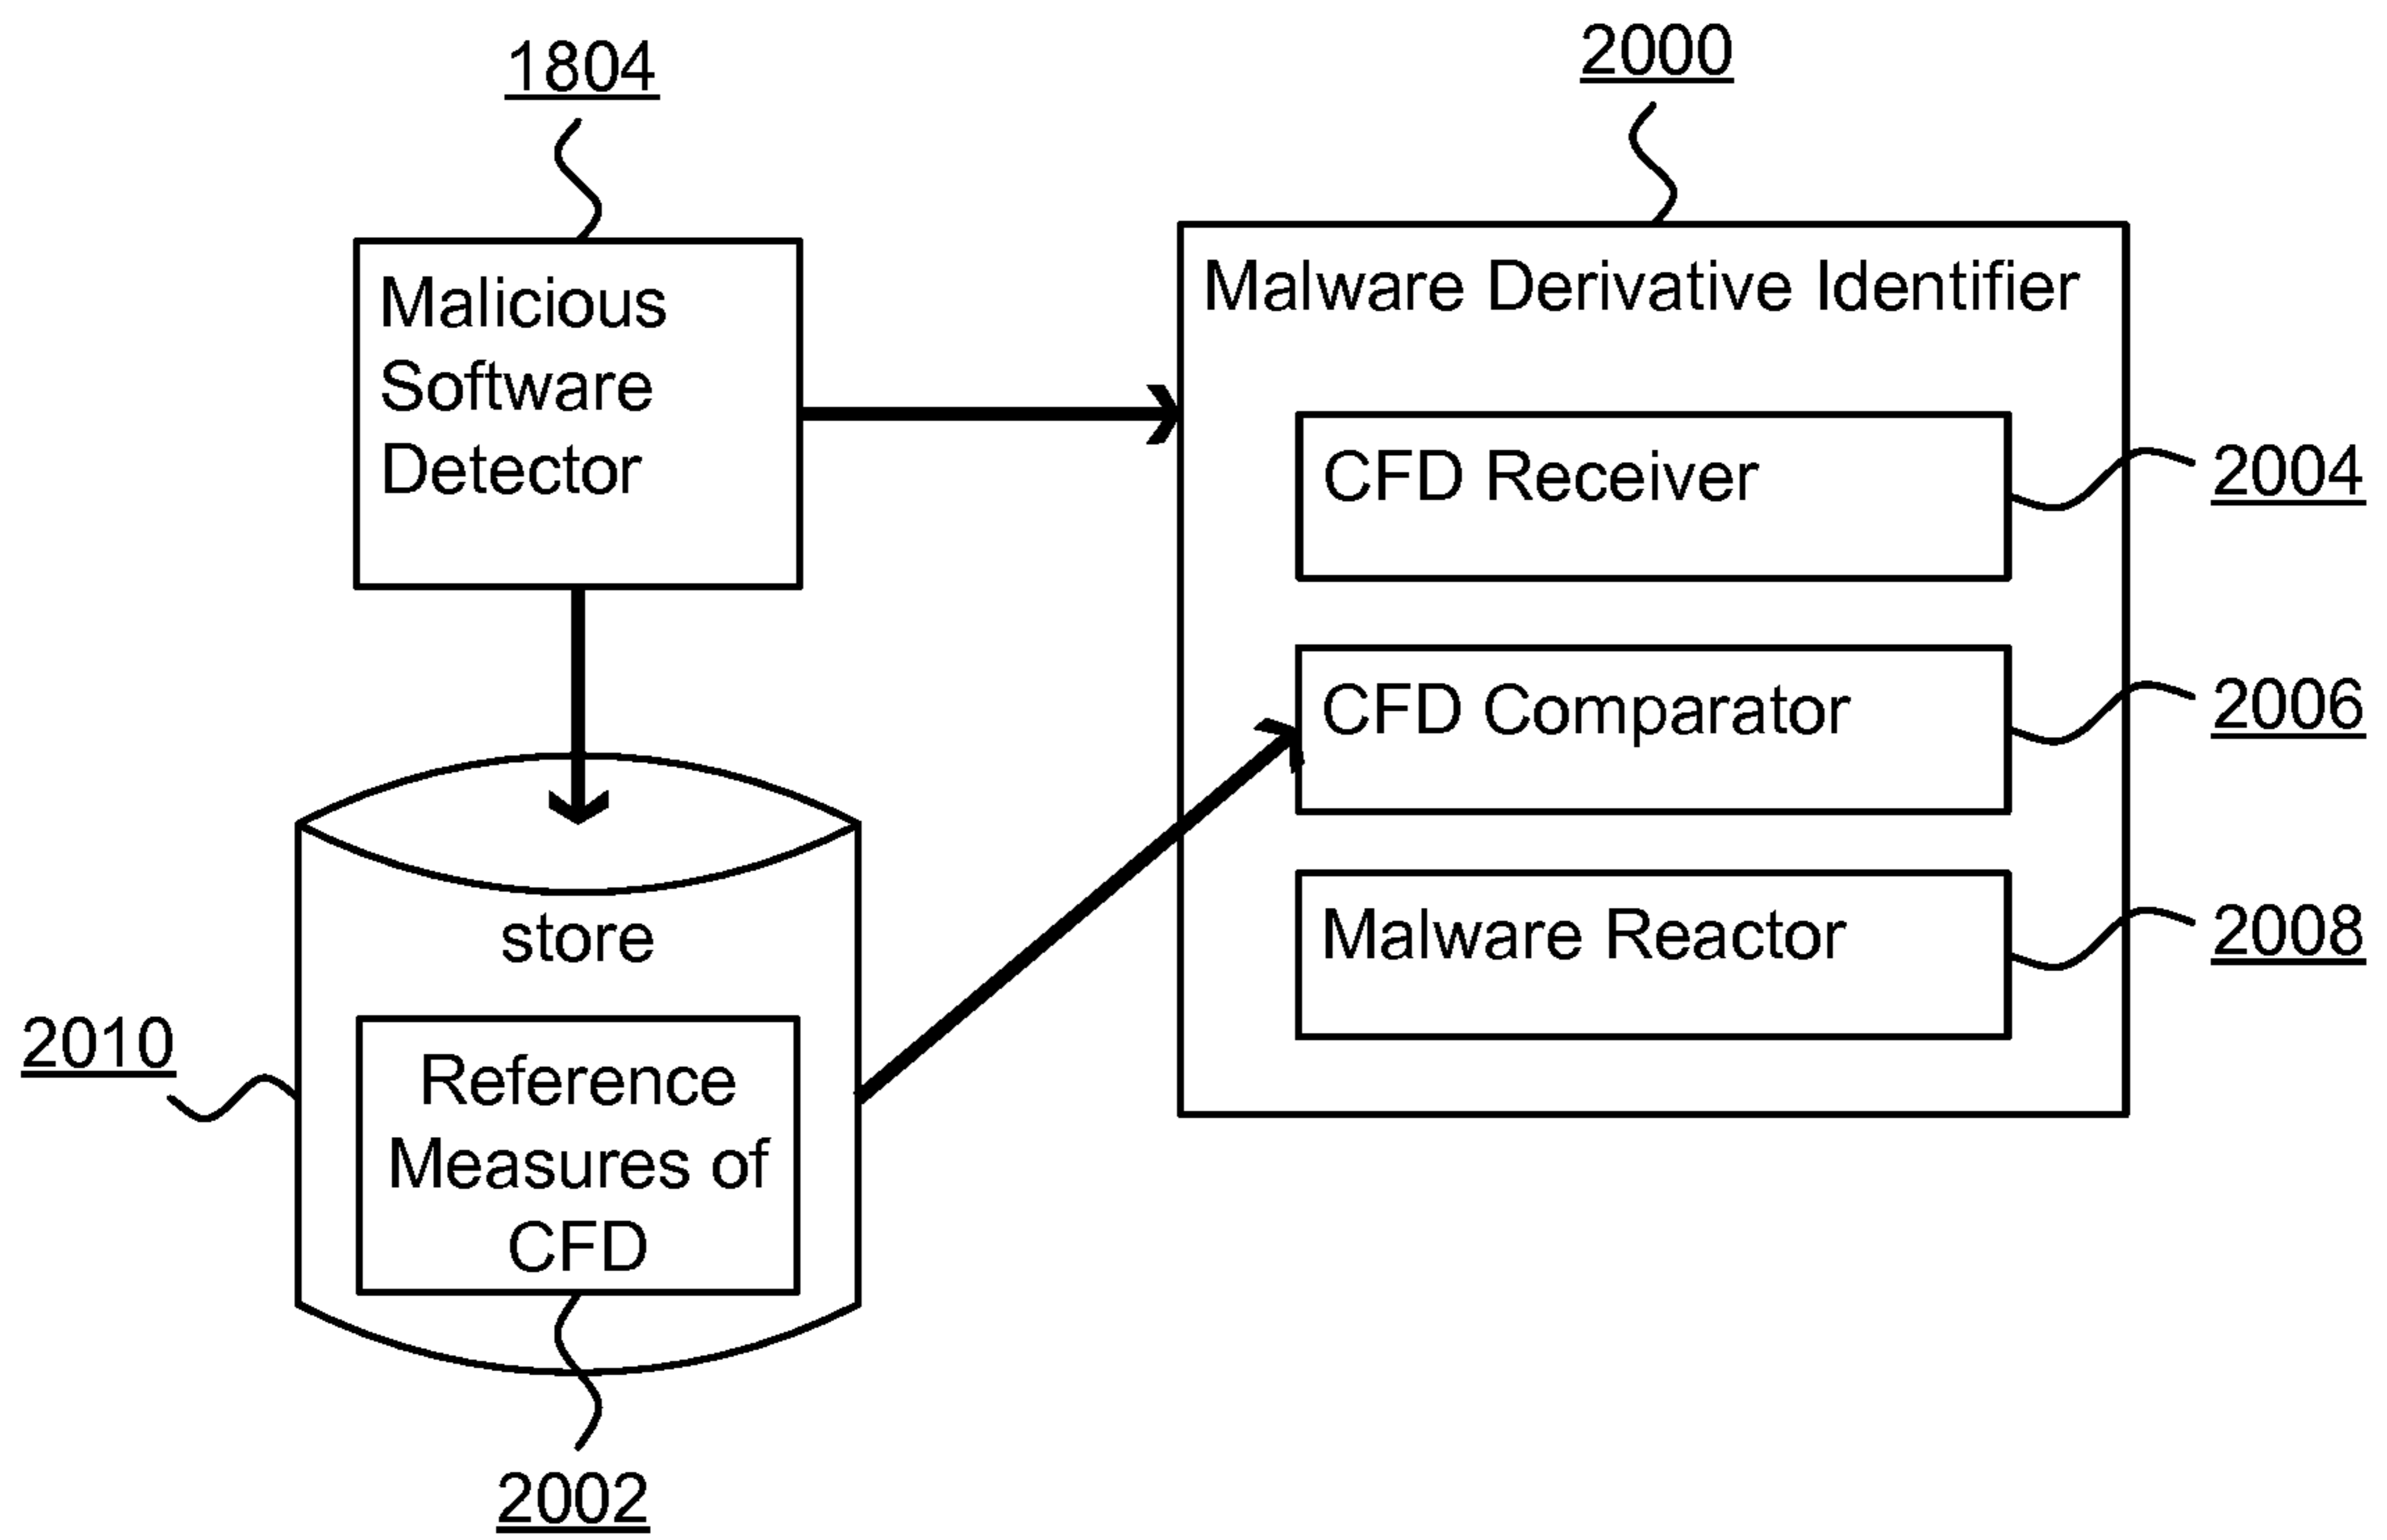 1804
2000
Malicious
Software
Detector
Malware Derivative Identifier
CFD Receiver
2004
CFD Comparator
2006
Malware Reactor
2008
store
2010
Reference
Measures of
CFD
2002